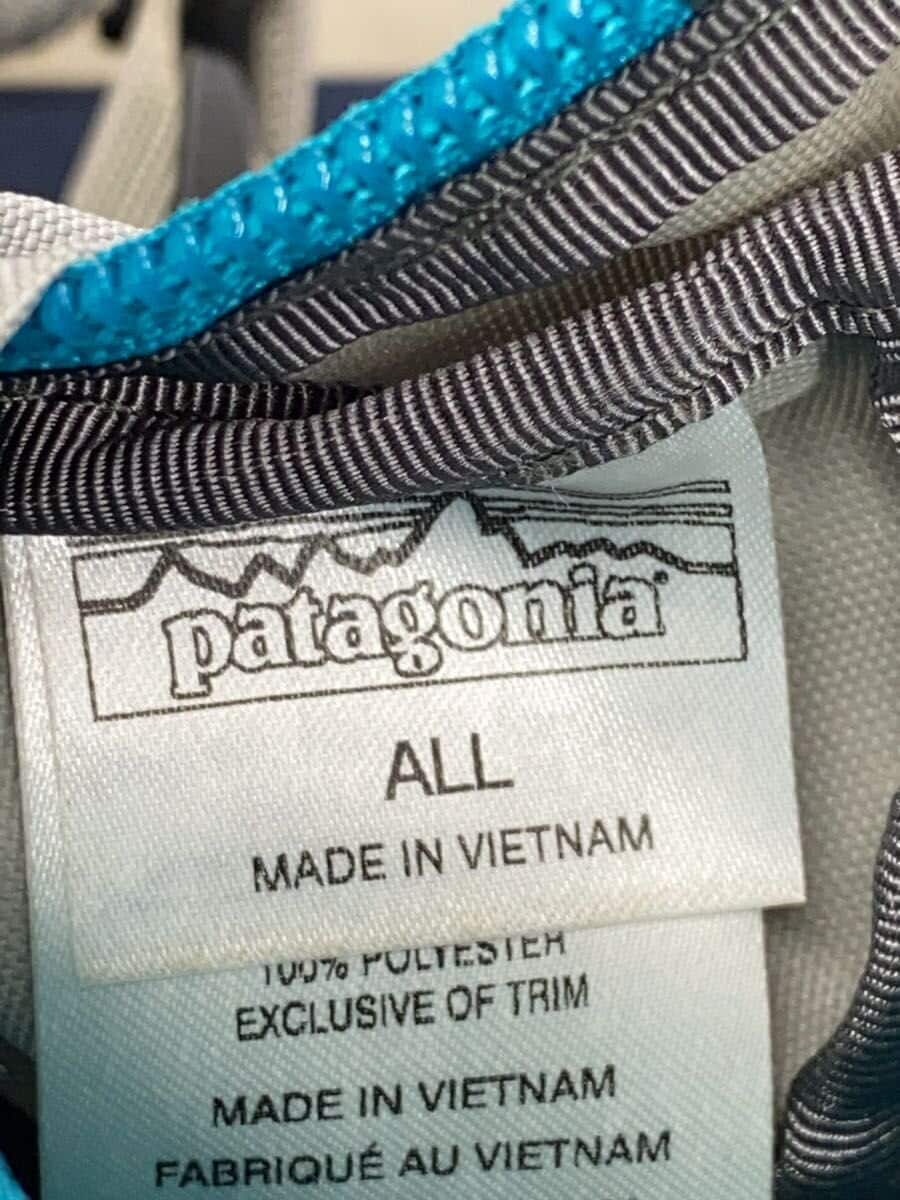 patagonia®
ALL
MADE IN VIETNAM
100% POLYESTER
EXCLUSIVE OF TRIM
MADE IN VIETNAM
FABRIQUÉ AU VIETNAM